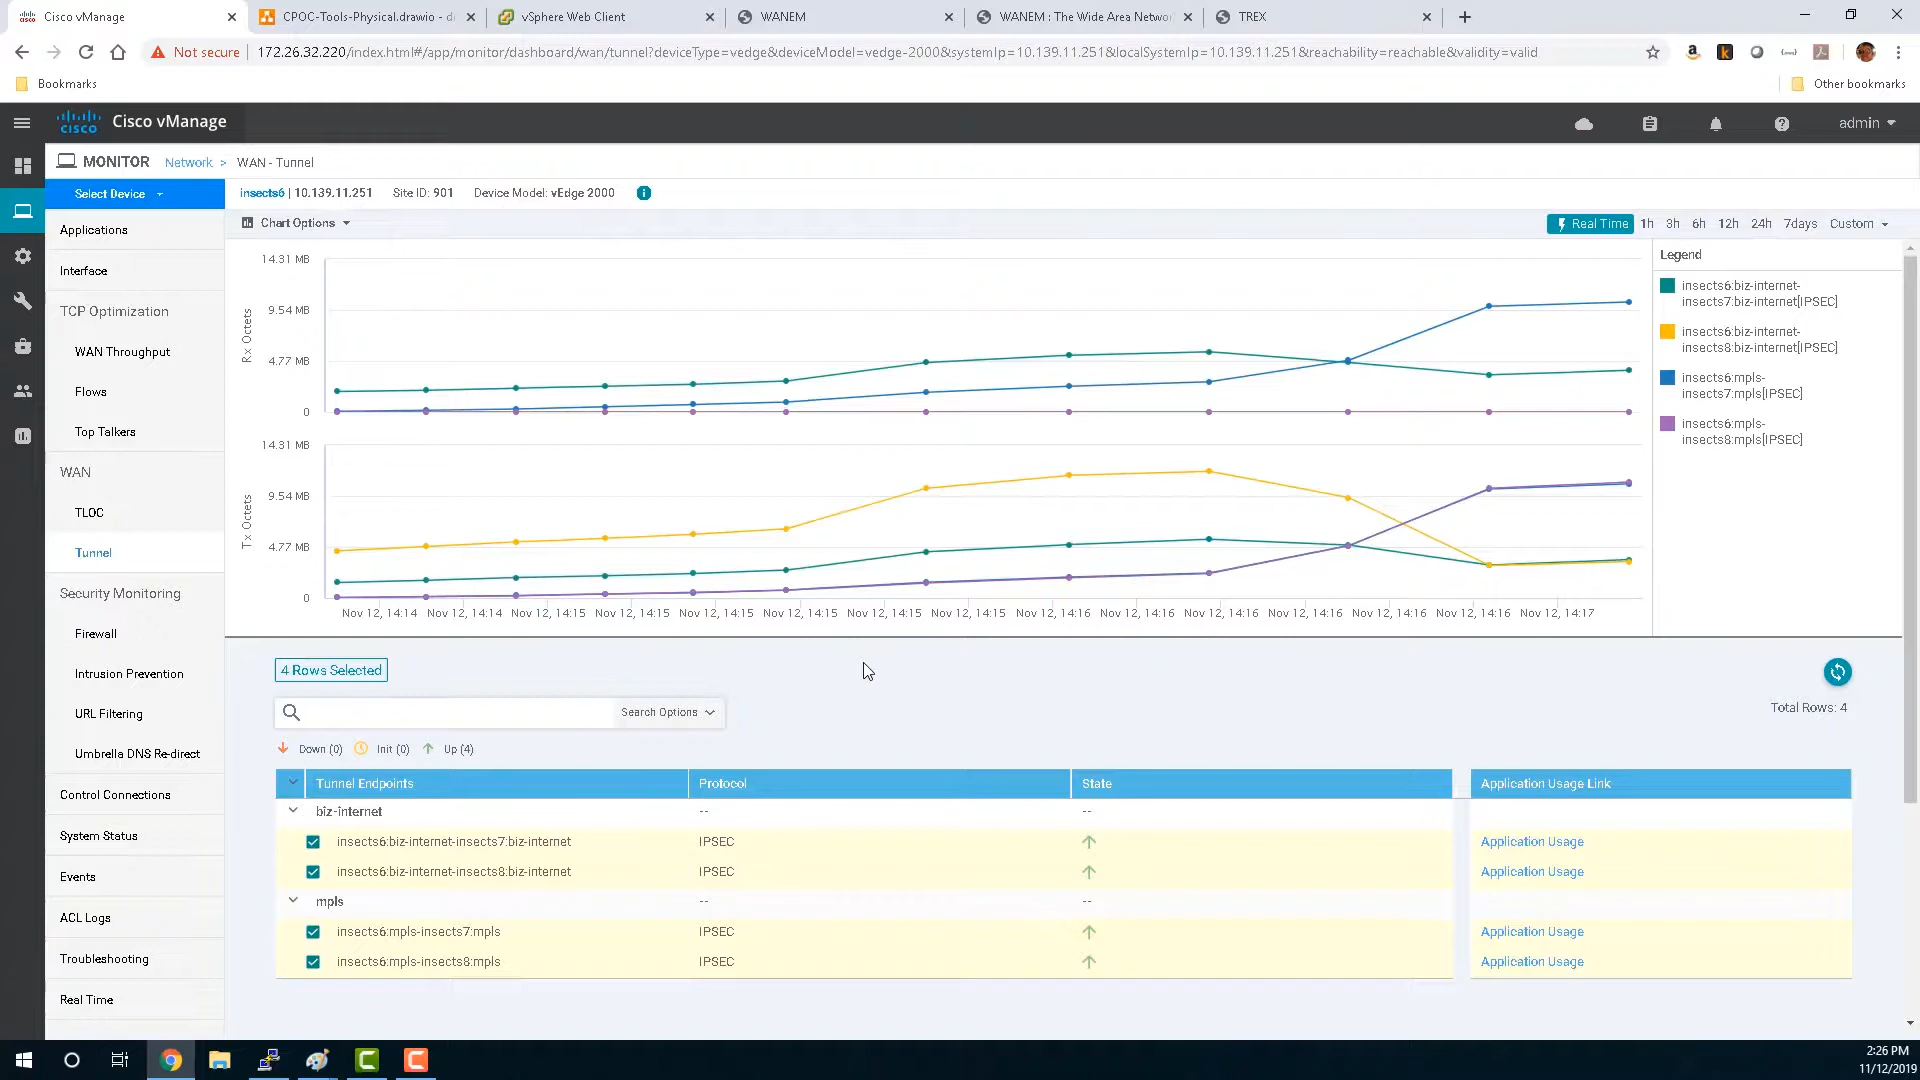 Cisco vManage
CPOC-Tools-Physical.drawio - d
vSphere Web Client
WANEM
WANEM : The Wide Area Netwo
TREX
Not secure
172.26.32.220/index.html#/app/monitor/dashboard/wan/tunnel?deviceType=vedge&deviceModel=vedge-2000&systemIp=10.139.11.251&localSystemIp=10.139.11.251&reachability=reachable&validity=valid
Bookmarks
Other bookmarks
cisco
Cisco vManage
admin
MONITOR
Network > WAN - Tunnel
Select Device
insects6 | 10.139.11.251 Site ID: 901 Device Model: vEdge 2000
Chart Options
Real Time 1h 3h 6h 12h 24h 7days Custom
Applications
Interface
TCP Optimization
WAN Throughput
Flows
Top Talkers
WAN
TLOC
Tunnel
Security Monitoring
Firewall
Intrusion Prevention
URL Filtering
Umbrella DNS Re-direct
Control Connections
System Status
Events
ACL Logs
Troubleshooting
Real Time
14.31 MB
9.54 MB
4.77 MB
0
Rx Octets
14.31 MB
9.54 MB
4.77 MB
0
Tx Octets
Nov 12, 14:14 Nov 12, 14:14 Nov 12, 14:15 Nov 12, 14:15 Nov 12, 14:15 Nov 12, 14:15 Nov 12, 14:15 Nov 12, 14:15 Nov 12, 14:16 Nov 12, 14:16 Nov 12, 14:16 Nov 12, 14:16 Nov 12, 14:16 Nov 12, 14:17
Legend
insects6:biz-internet-
insects7:biz-internet[IPSEC]
insects6:biz-internet-
insects8:biz-internet[IPSEC]
insects6:mpls-
insects7:mpls[IPSEC]
insects6:mpls-
insects8:mpls[IPSEC]
4 Rows Selected
Search Options
Total Rows: 4
Down (0) Init (0) Up (4)
Tunnel Endpoints Protocol State Application Usage Link
biz-internet -- --
insects6:biz-internet-insects7:biz-internet IPSEC Application Usage
insects6:biz-internet-insects8:biz-internet IPSEC Application Usage
mpls -- --
insects6:mpls-insects7:mpls IPSEC Application Usage
insects6:mpls-insects8:mpls IPSEC Application Usage
2:26 PM
11/12/2019